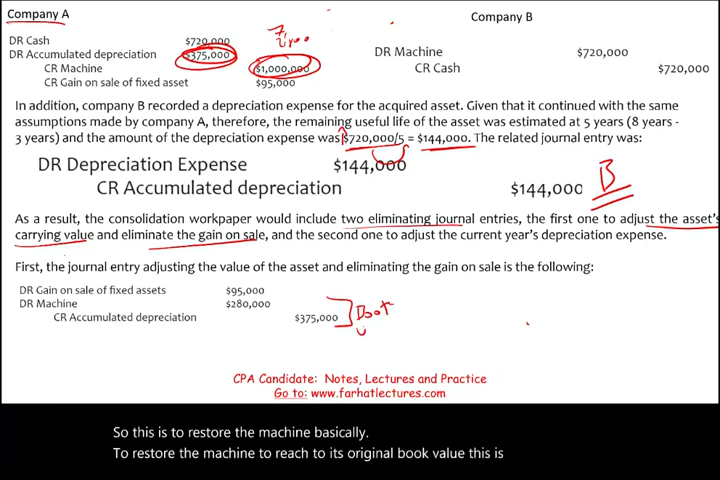 Company A
Company B
DR Cash $720,000
DR Accumulated depreciation $375,000
CR Machine $1,000,000
CR Gain on sale of fixed asset $95,000
DR Machine $720,000
CR Cash $720,000
In addition, company B recorded a depreciation expense for the acquired asset. Given that it continued with the same
assumptions made by company A, therefore, the remaining useful life of the asset was estimated at 5 years (8 years -
3 years) and the amount of the depreciation expense was $720,000/5 = $144,000. The related journal entry was:
DR Depreciation Expense $144,000
CR Accumulated depreciation $144,000
B
As a result, the consolidation workpaper would include two eliminating journal entries, the first one to adjust the asset's
carrying value and eliminate the gain on sale, and the second one to adjust the current year's depreciation expense.
First, the journal entry adjusting the value of the asset and eliminating the gain on sale is the following:
DR Gain on sale of fixed assets $95,000
DR Machine $280,000
CR Accumulated depreciation $375,000
CPA Candidate: Notes, Lectures and Practice
Go to: www.farhatlectures.com
So this is to restore the machine basically.
To restore the machine to reach to its original book value this is